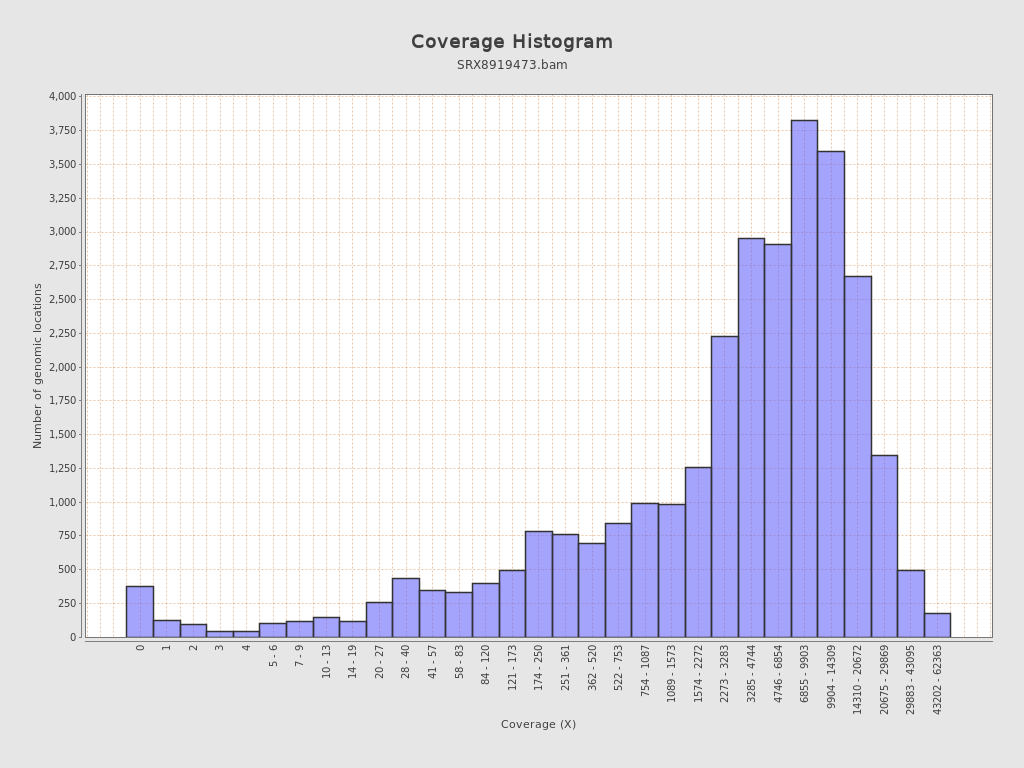 Coverage Histogram
SRX8919473.bam
4,000
3,750
3,500
3,250
3,000
2,750
2,500
2,250
2,000
1,750
1,500
1,250
1,000
750
500
250
0
Number of genomic locations
0
1
2
3
4
5 - 6
7 - 9
10 - 13
14 - 19
20 - 27
28 - 40
41 - 57
58 - 83
84 - 120
121 - 173
174 - 250
251 - 361
362 - 520
522 - 753
754 - 1087
1089 - 1573
1574 - 2272
2273 - 3283
3285 - 4744
4746 - 6854
6855 - 9903
9904 - 14309
14310 - 20672
20675 - 29869
29883 - 43095
43202 - 62363
Coverage (X)